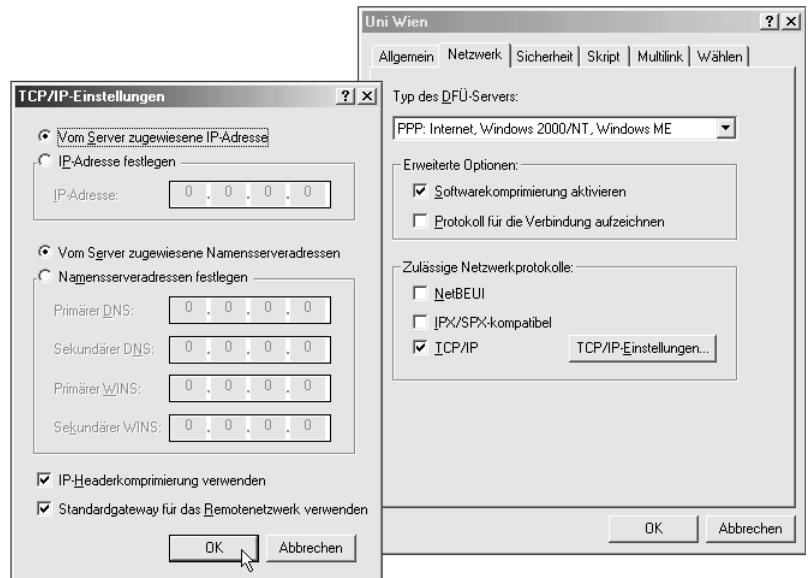 Uni Wien
Allgemein Netzwerk Sicherheit Skript Multilink Wählen
Typ des DFÜ-Servers:
PPP: Internet, Windows 2000/NT, Windows ME
Erweiterte Optionen:
Softwarekomprimierung aktivieren
Protokoll für die Verbindung aufzeichnen
Zulässige Netzwerkprotokolle:
NetBEUI
IPX/SPX-kompatibel
TCP/IP TCP/IP-Einstellungen...
OK Abbrechen
TCP/IP-Einstellungen
Vom Server zugewiesene IP-Adresse
IP-Adresse festlegen
IP-Adresse: 0 . 0 . 0 . 0
Vom Server zugewiesene Namensserveradressen
Namensserveradressen festlegen
Primärer DNS: 0 . 0 . 0 . 0
Sekundärer DNS: 0 . 0 . 0 . 0
Primärer WINS: 0 . 0 . 0 . 0
Sekundärer WINS: 0 . 0 . 0 . 0
IP-Headerkomprimierung verwenden
Standardgateway für das Remotenetzwerk verwenden
OK Abbrechen